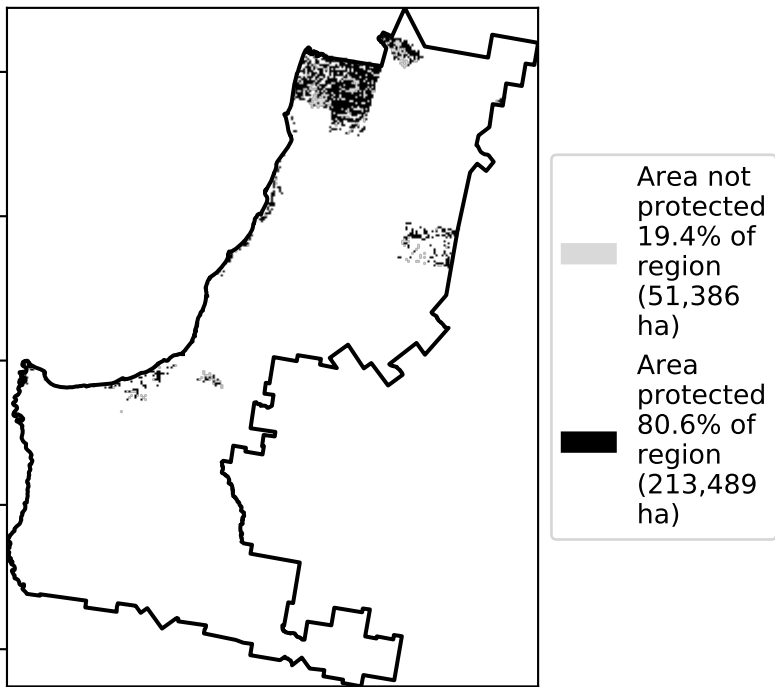 Area not
protected
19.4% of
region
(51,386
ha)
Area
protected
80.6% of
region
(213,489
ha)